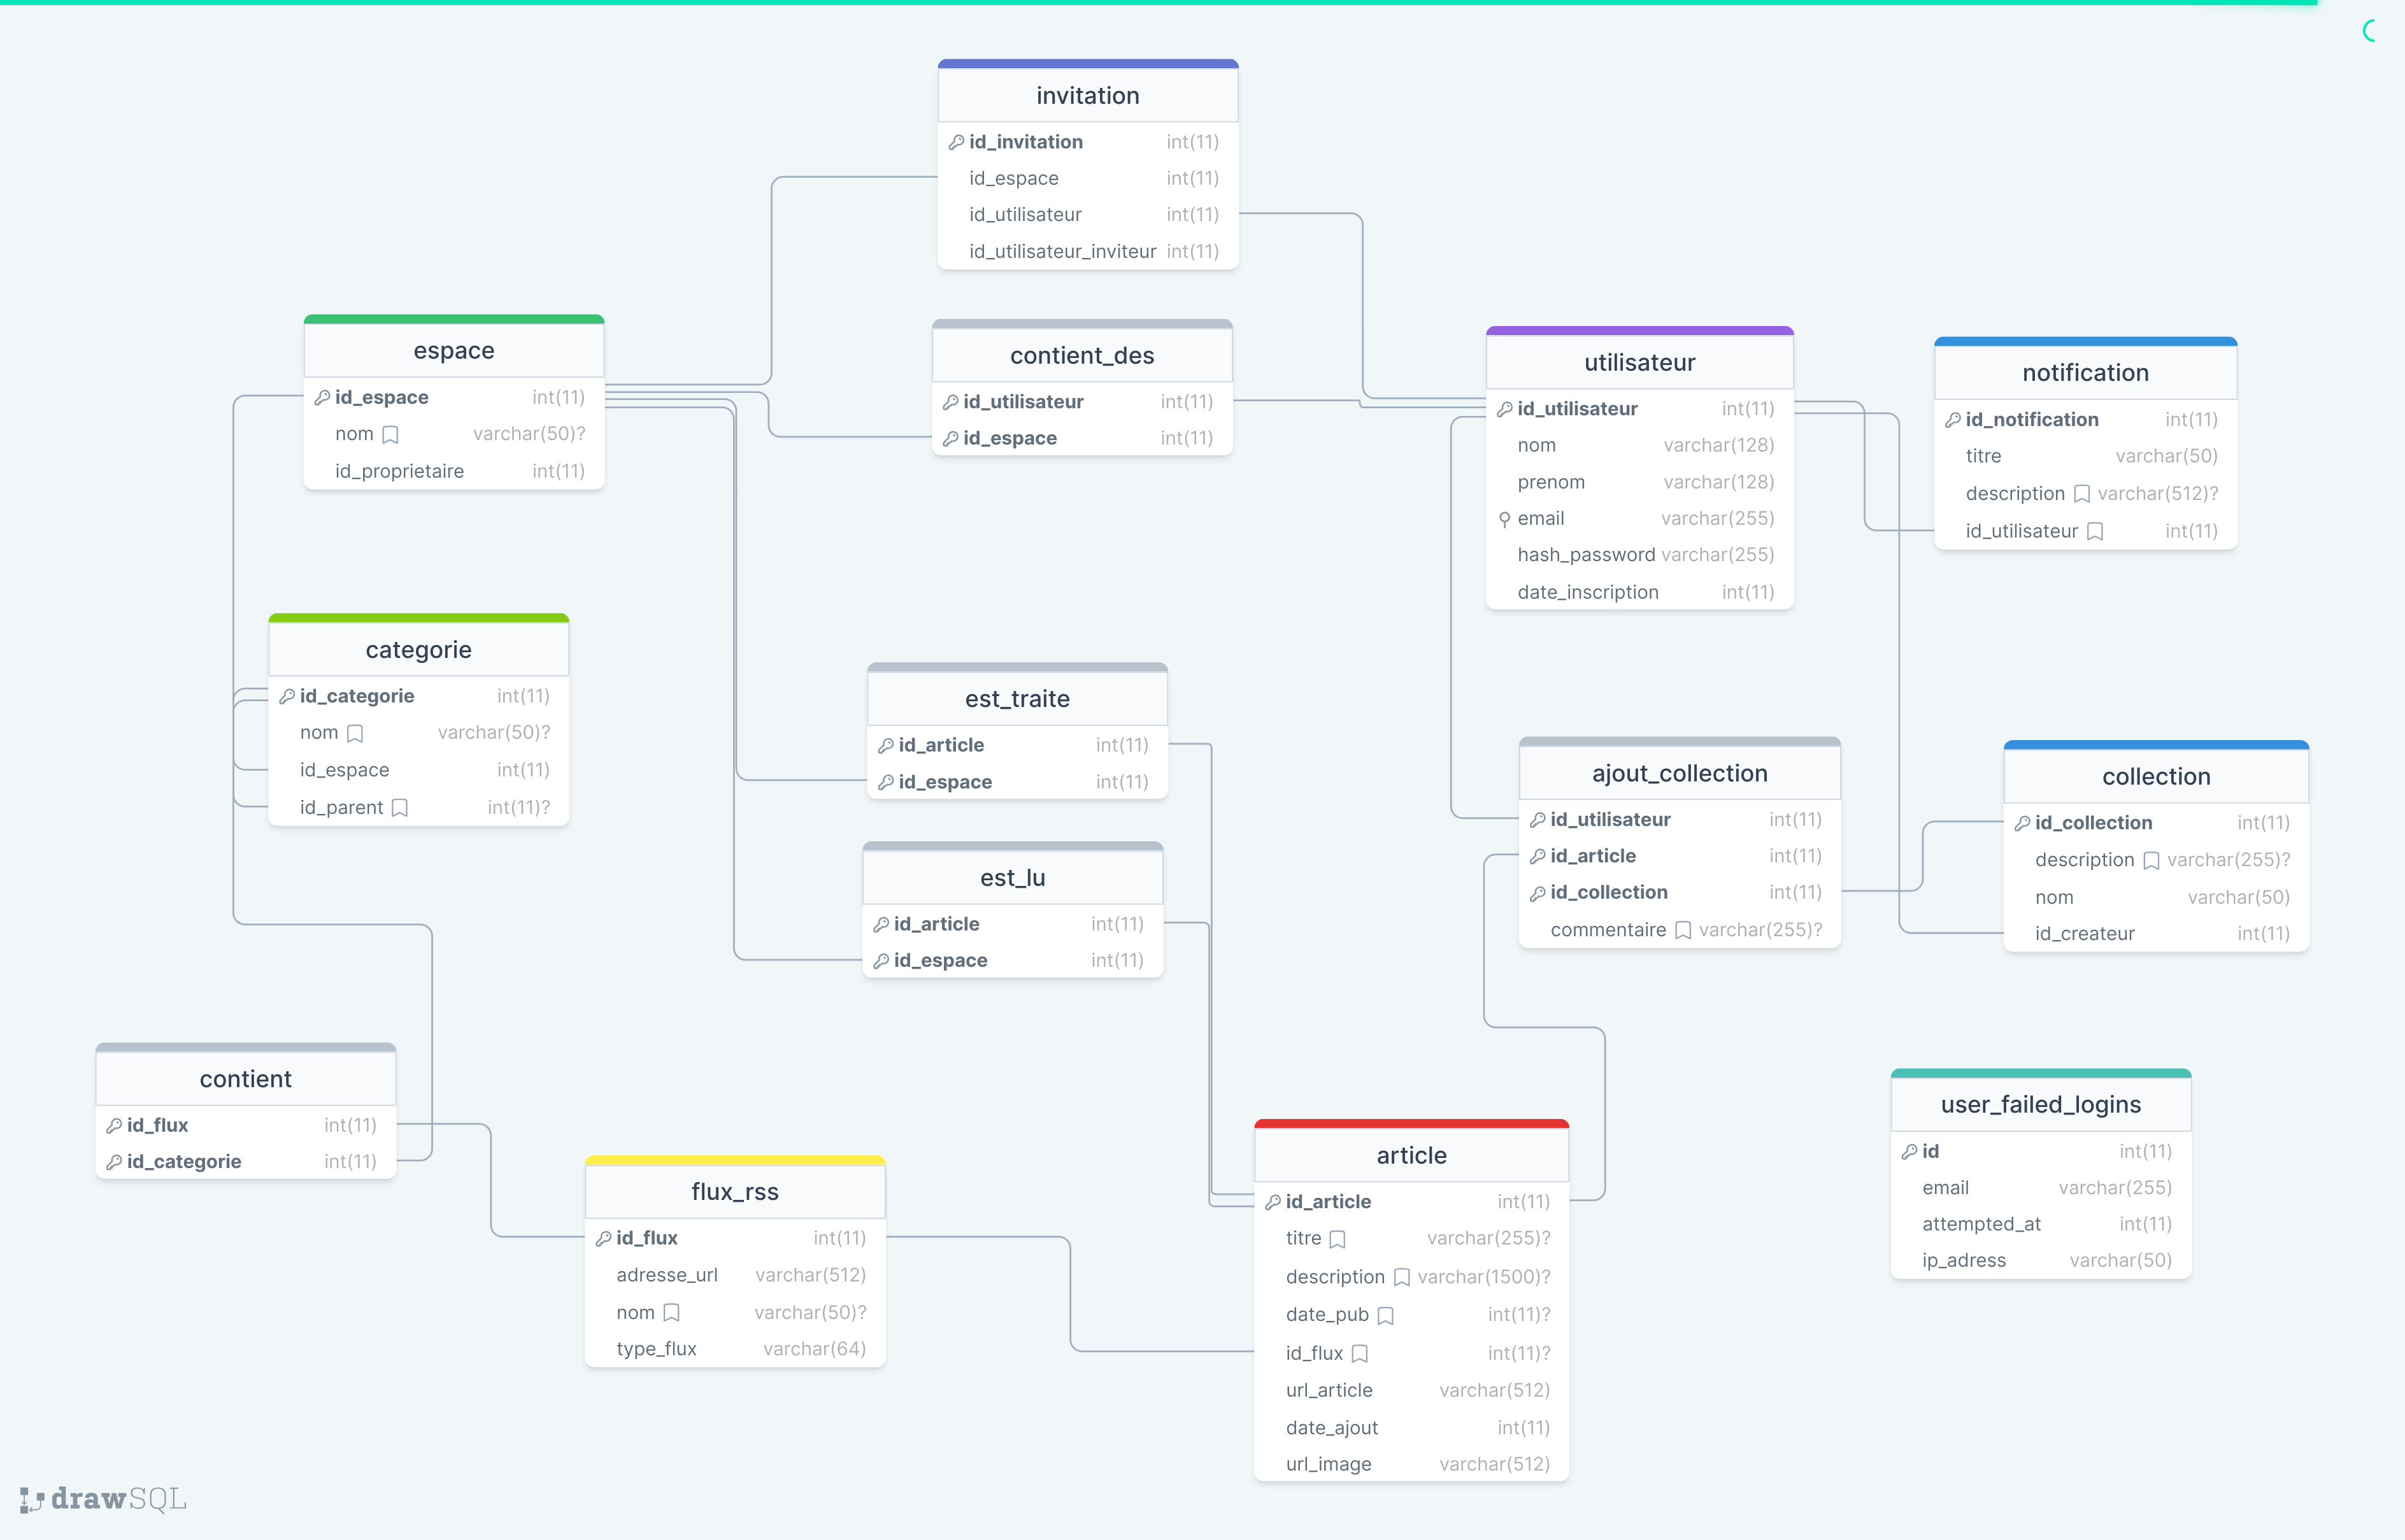 invitation
id_invitation int(11)
id_espace int(11)
id_utilisateur int(11)
id_utilisateur_inviteur int(11)
espace
id_espace int(11)
nom varchar(50)?
id_proprietaire int(11)
contient_des
id_utilisateur int(11)
id_espace int(11)
utilisateur
id_utilisateur int(11)
nom varchar(128)
prenom varchar(128)
email varchar(255)
hash_password varchar(255)
date_inscription int(11)
notification
id_notification int(11)
titre varchar(50)
description varchar(512)?
id_utilisateur int(11)
categorie
id_categorie int(11)
nom varchar(50)?
id_espace int(11)
id_parent int(11)?
est_traite
id_article int(11)
id_espace int(11)
est_lu
id_article int(11)
id_espace int(11)
ajout_collection
id_utilisateur int(11)
id_article int(11)
id_collection int(11)
commentaire varchar(255)?
collection
id_collection int(11)
description varchar(255)?
nom varchar(50)
id_createur int(11)
contient
id_flux int(11)
id_categorie int(11)
flux_rss
id_flux int(11)
adresse_url varchar(512)
nom varchar(50)?
type_flux varchar(64)
article
id_article int(11)
titre varchar(255)?
description varchar(1500)?
date_pub int(11)?
id_flux int(11)?
url_article varchar(512)
date_ajout int(11)
url_image varchar(512)
user_failed_logins
id int(11)
email varchar(255)
attempted_at int(11)
ip_adress varchar(50)
drawSQL